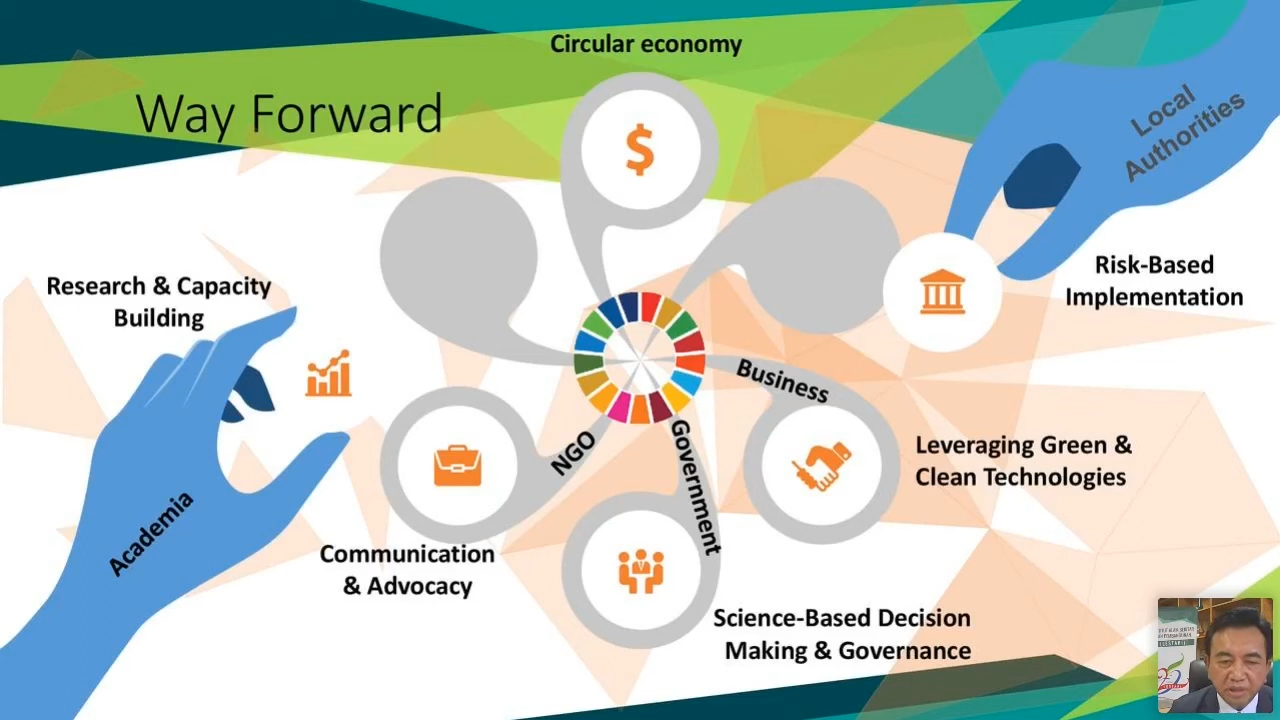 Circular economy
Way Forward
Local
Authorities
Research & Capacity
Building
Risk-Based
Implementation
Business
Leveraging Green &
Clean Technologies
NGO
Government
Academia
Communication
& Advocacy
Science-Based Decision
Making & Governance